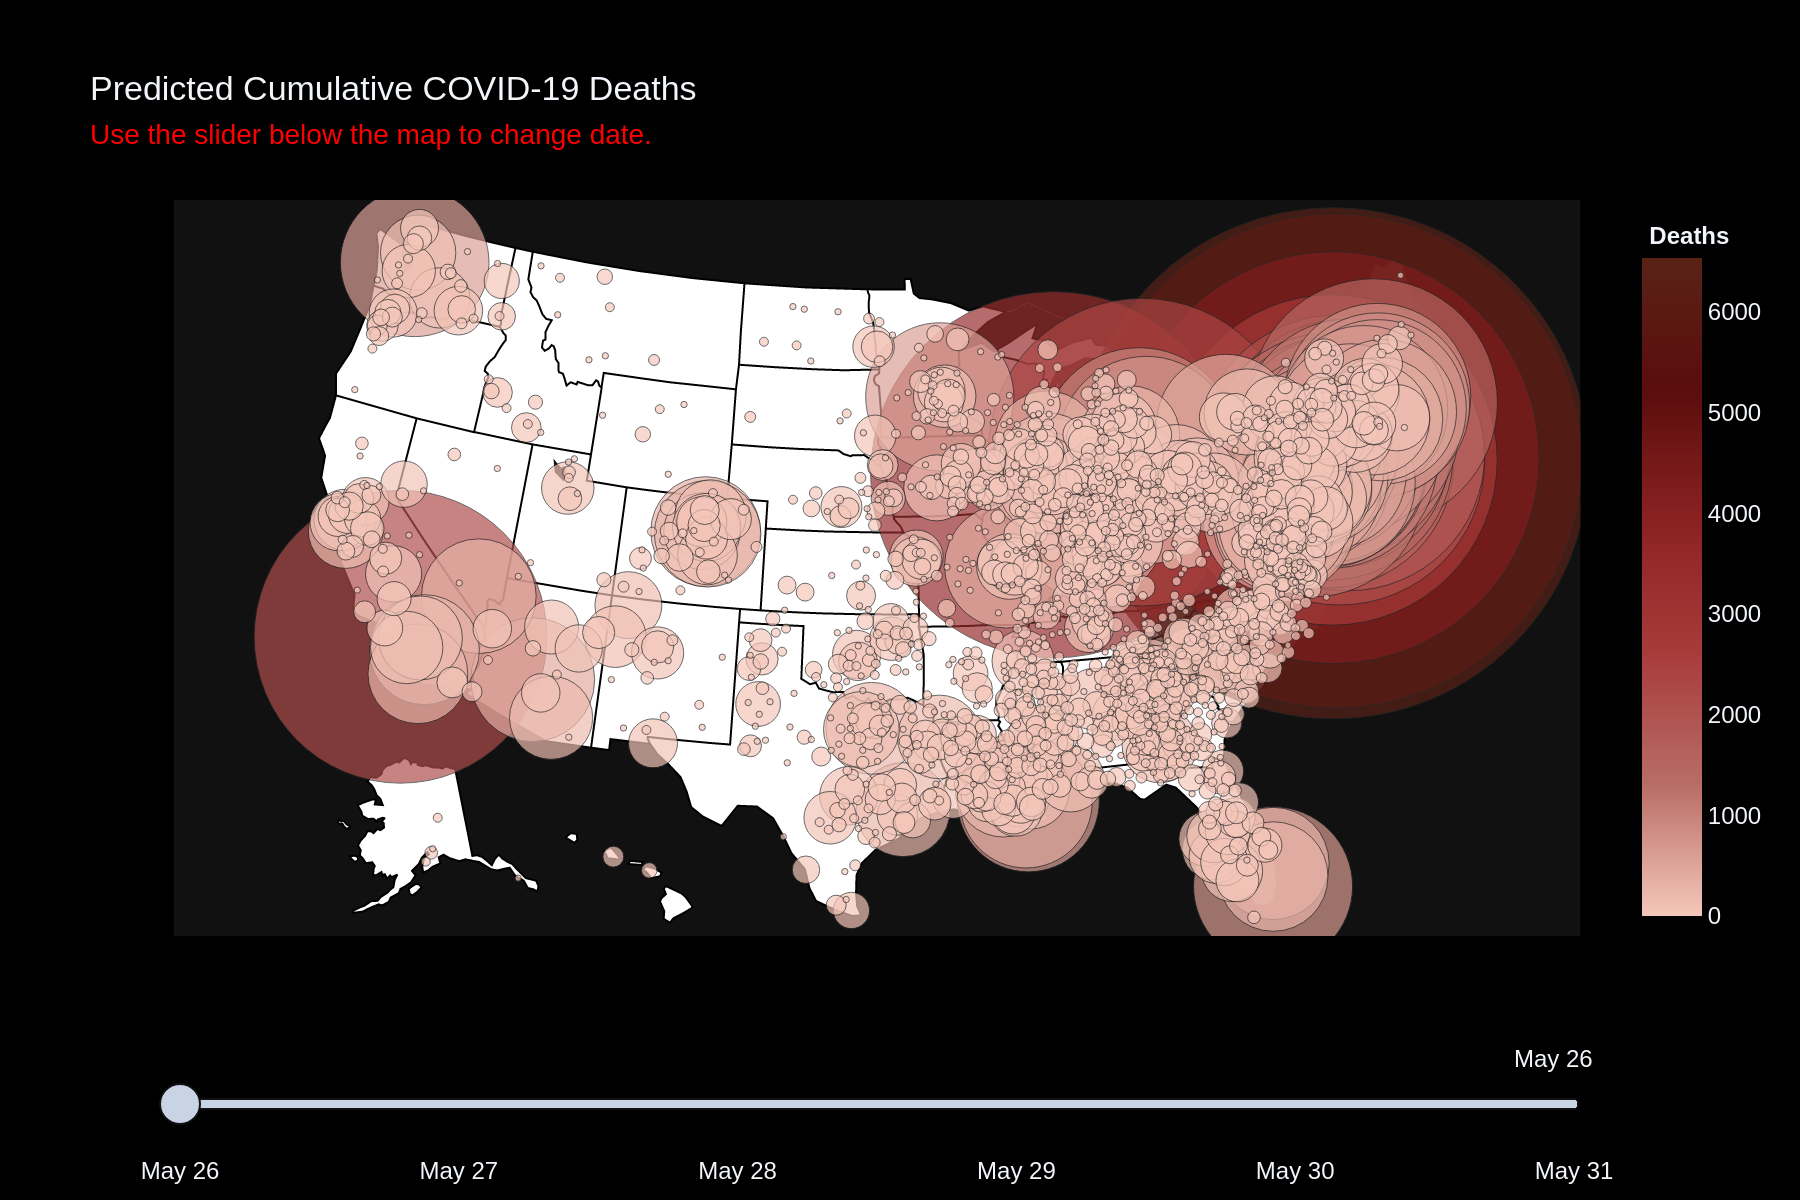 Predicted Cumulative COVID-19 Deaths
Use the slider below the map to change date.
Deaths
6000
5000
4000
3000
2000
1000
0
May 26
May 26
May 27
May 28
May 29
May 30
May 31